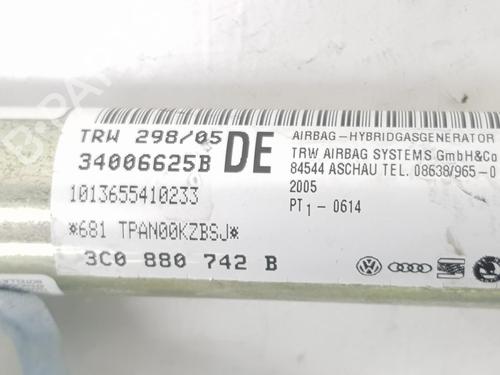 TRW 298/05
DE
34006625B
1013655410233
*681 TPAN00KZBSJ*
3C0 880 742 B
AIRBAG-HYBRIDGASGENERATOR
TRW AIRBAG SYSTEMS GmbH&Co
84544 ASCHAU TEL. 08638/965-0
2005
PT1-0614